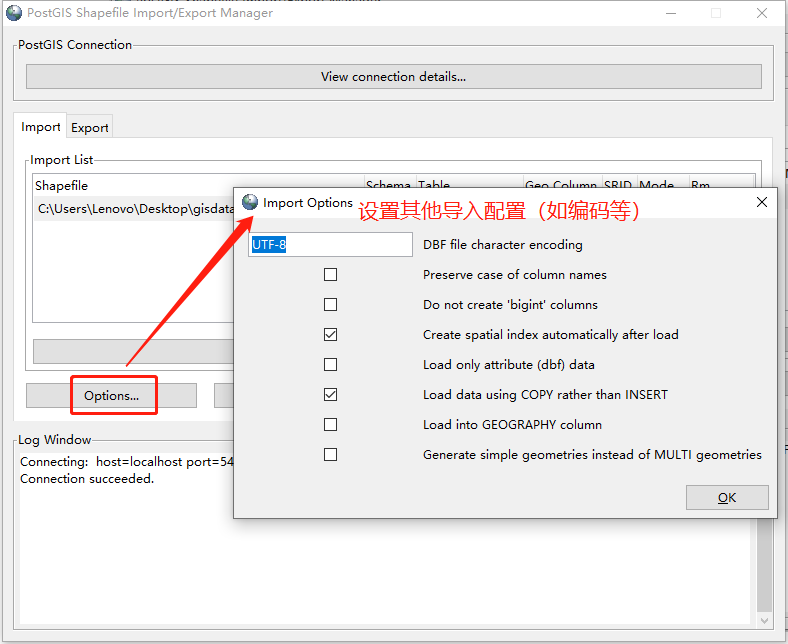 PostGIS Shapefile Import/Export Manager
PostGIS Connection
View connection details...
Import Export
Import List
Shapefile Schema Table Geo Column SRID Mode Rm
C:\Users\Lenovo\Desktop\gisdata
Import Options 设置其他导入配置（如编码等）
UTF-8 DBF file character encoding
Preserve case of column names
Do not create 'bigint' columns
Create spatial index automatically after load
Load only attribute (dbf) data
Load data using COPY rather than INSERT
Load into GEOGRAPHY column
Generate simple geometries instead of MULTI geometries
OK
Options...
Log Window
Connecting: host=localhost port=54
Connection succeeded.